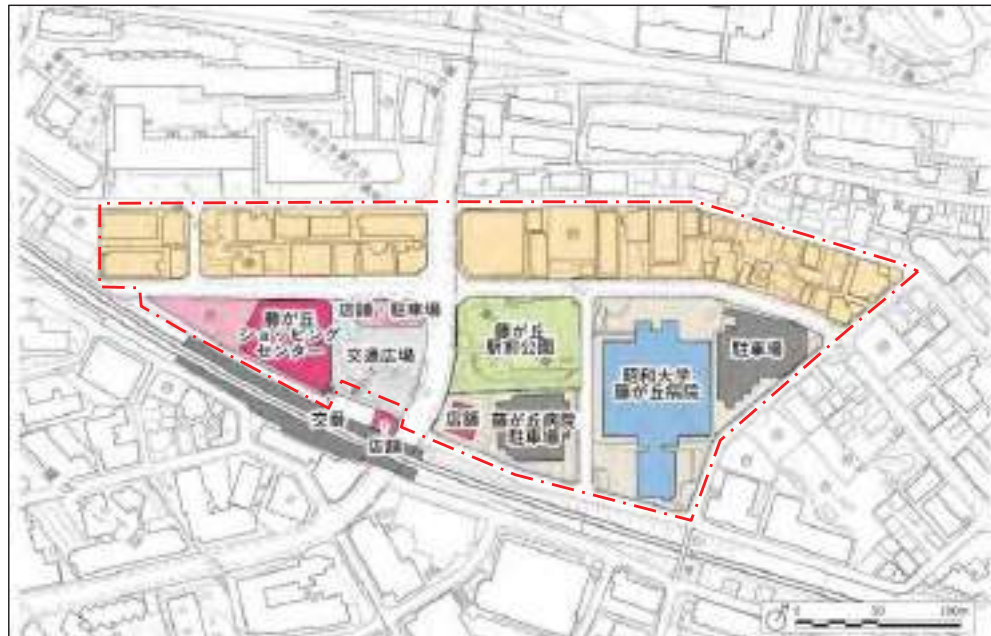 藤が丘
ショッピング
センター
店舗
駐車場
交通広場
藤が丘
駅前公園
昭和大学
藤が丘病院
駐車場
店舗
藤が丘病院
駐車場
交番
店舗
0 50 100m